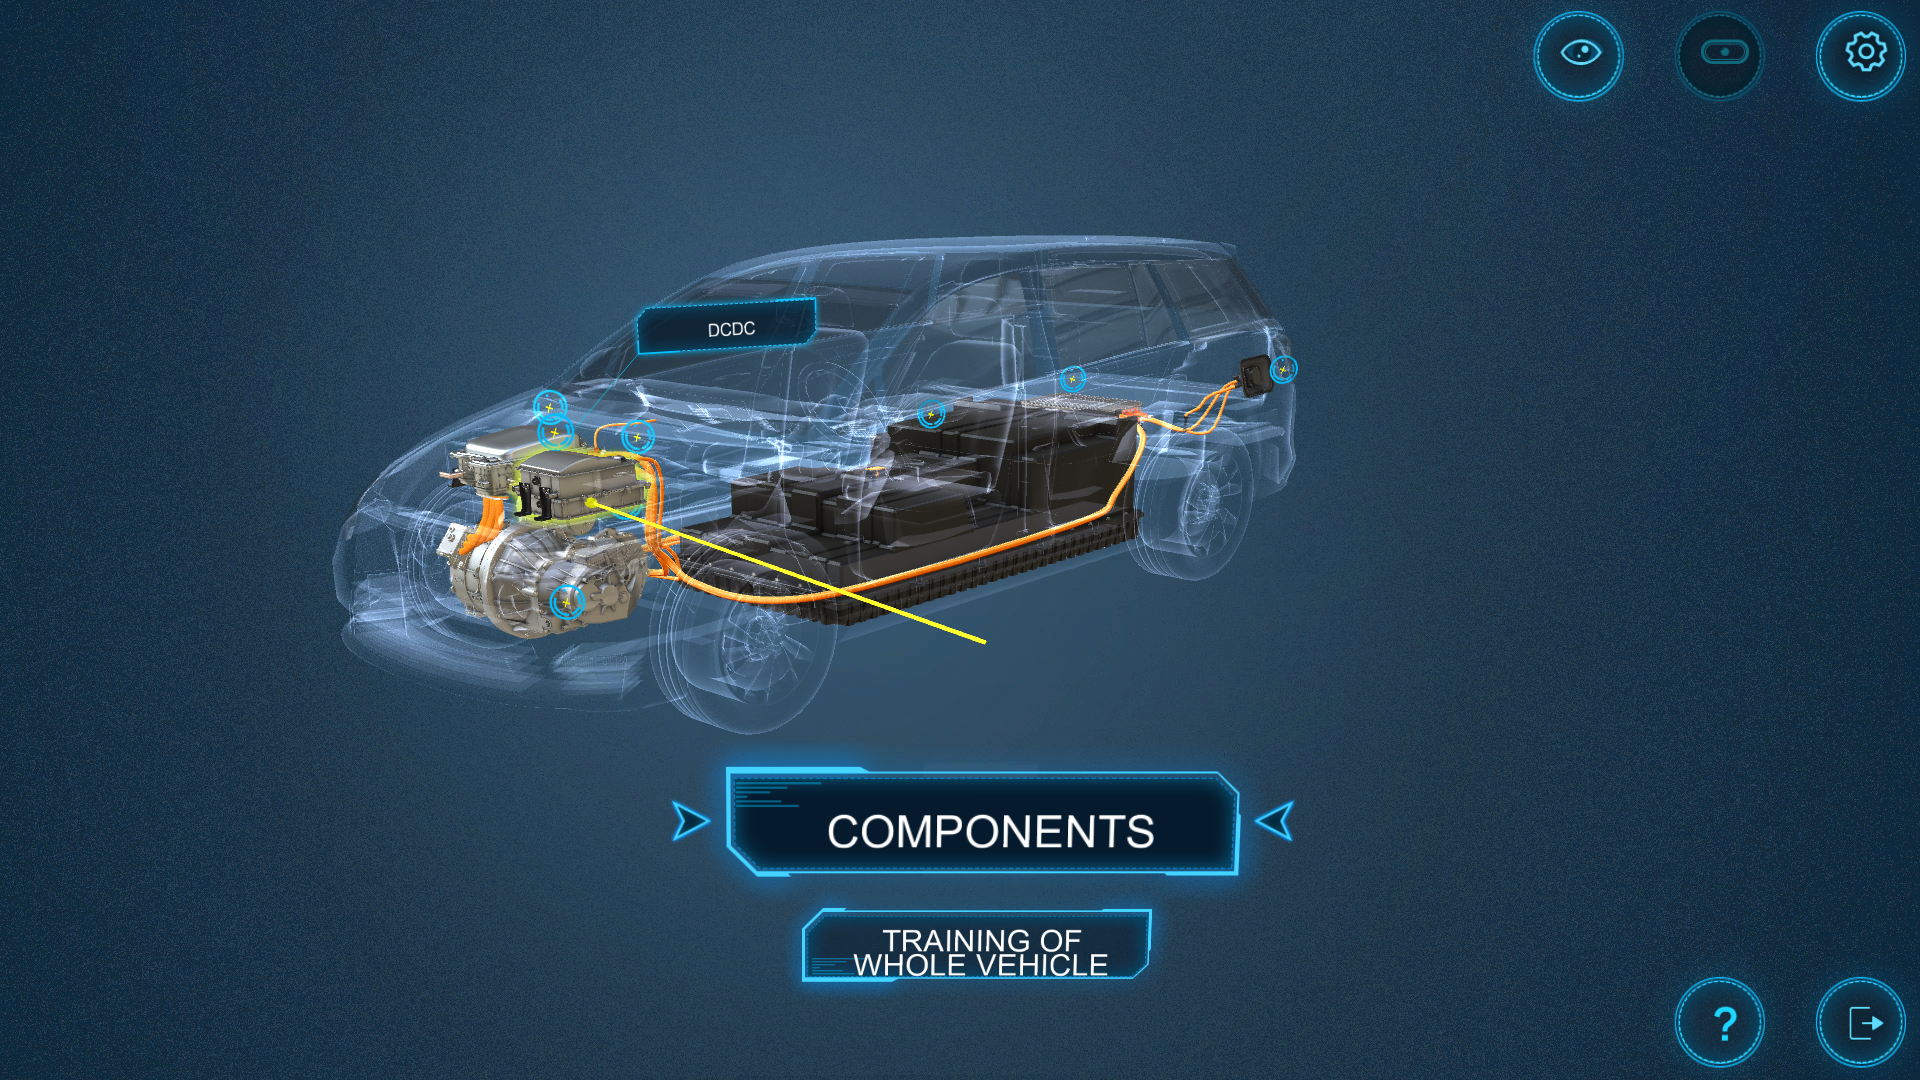 DCDC
COMPONENTS
TRAINING OF
WHOLE VEHICLE
?